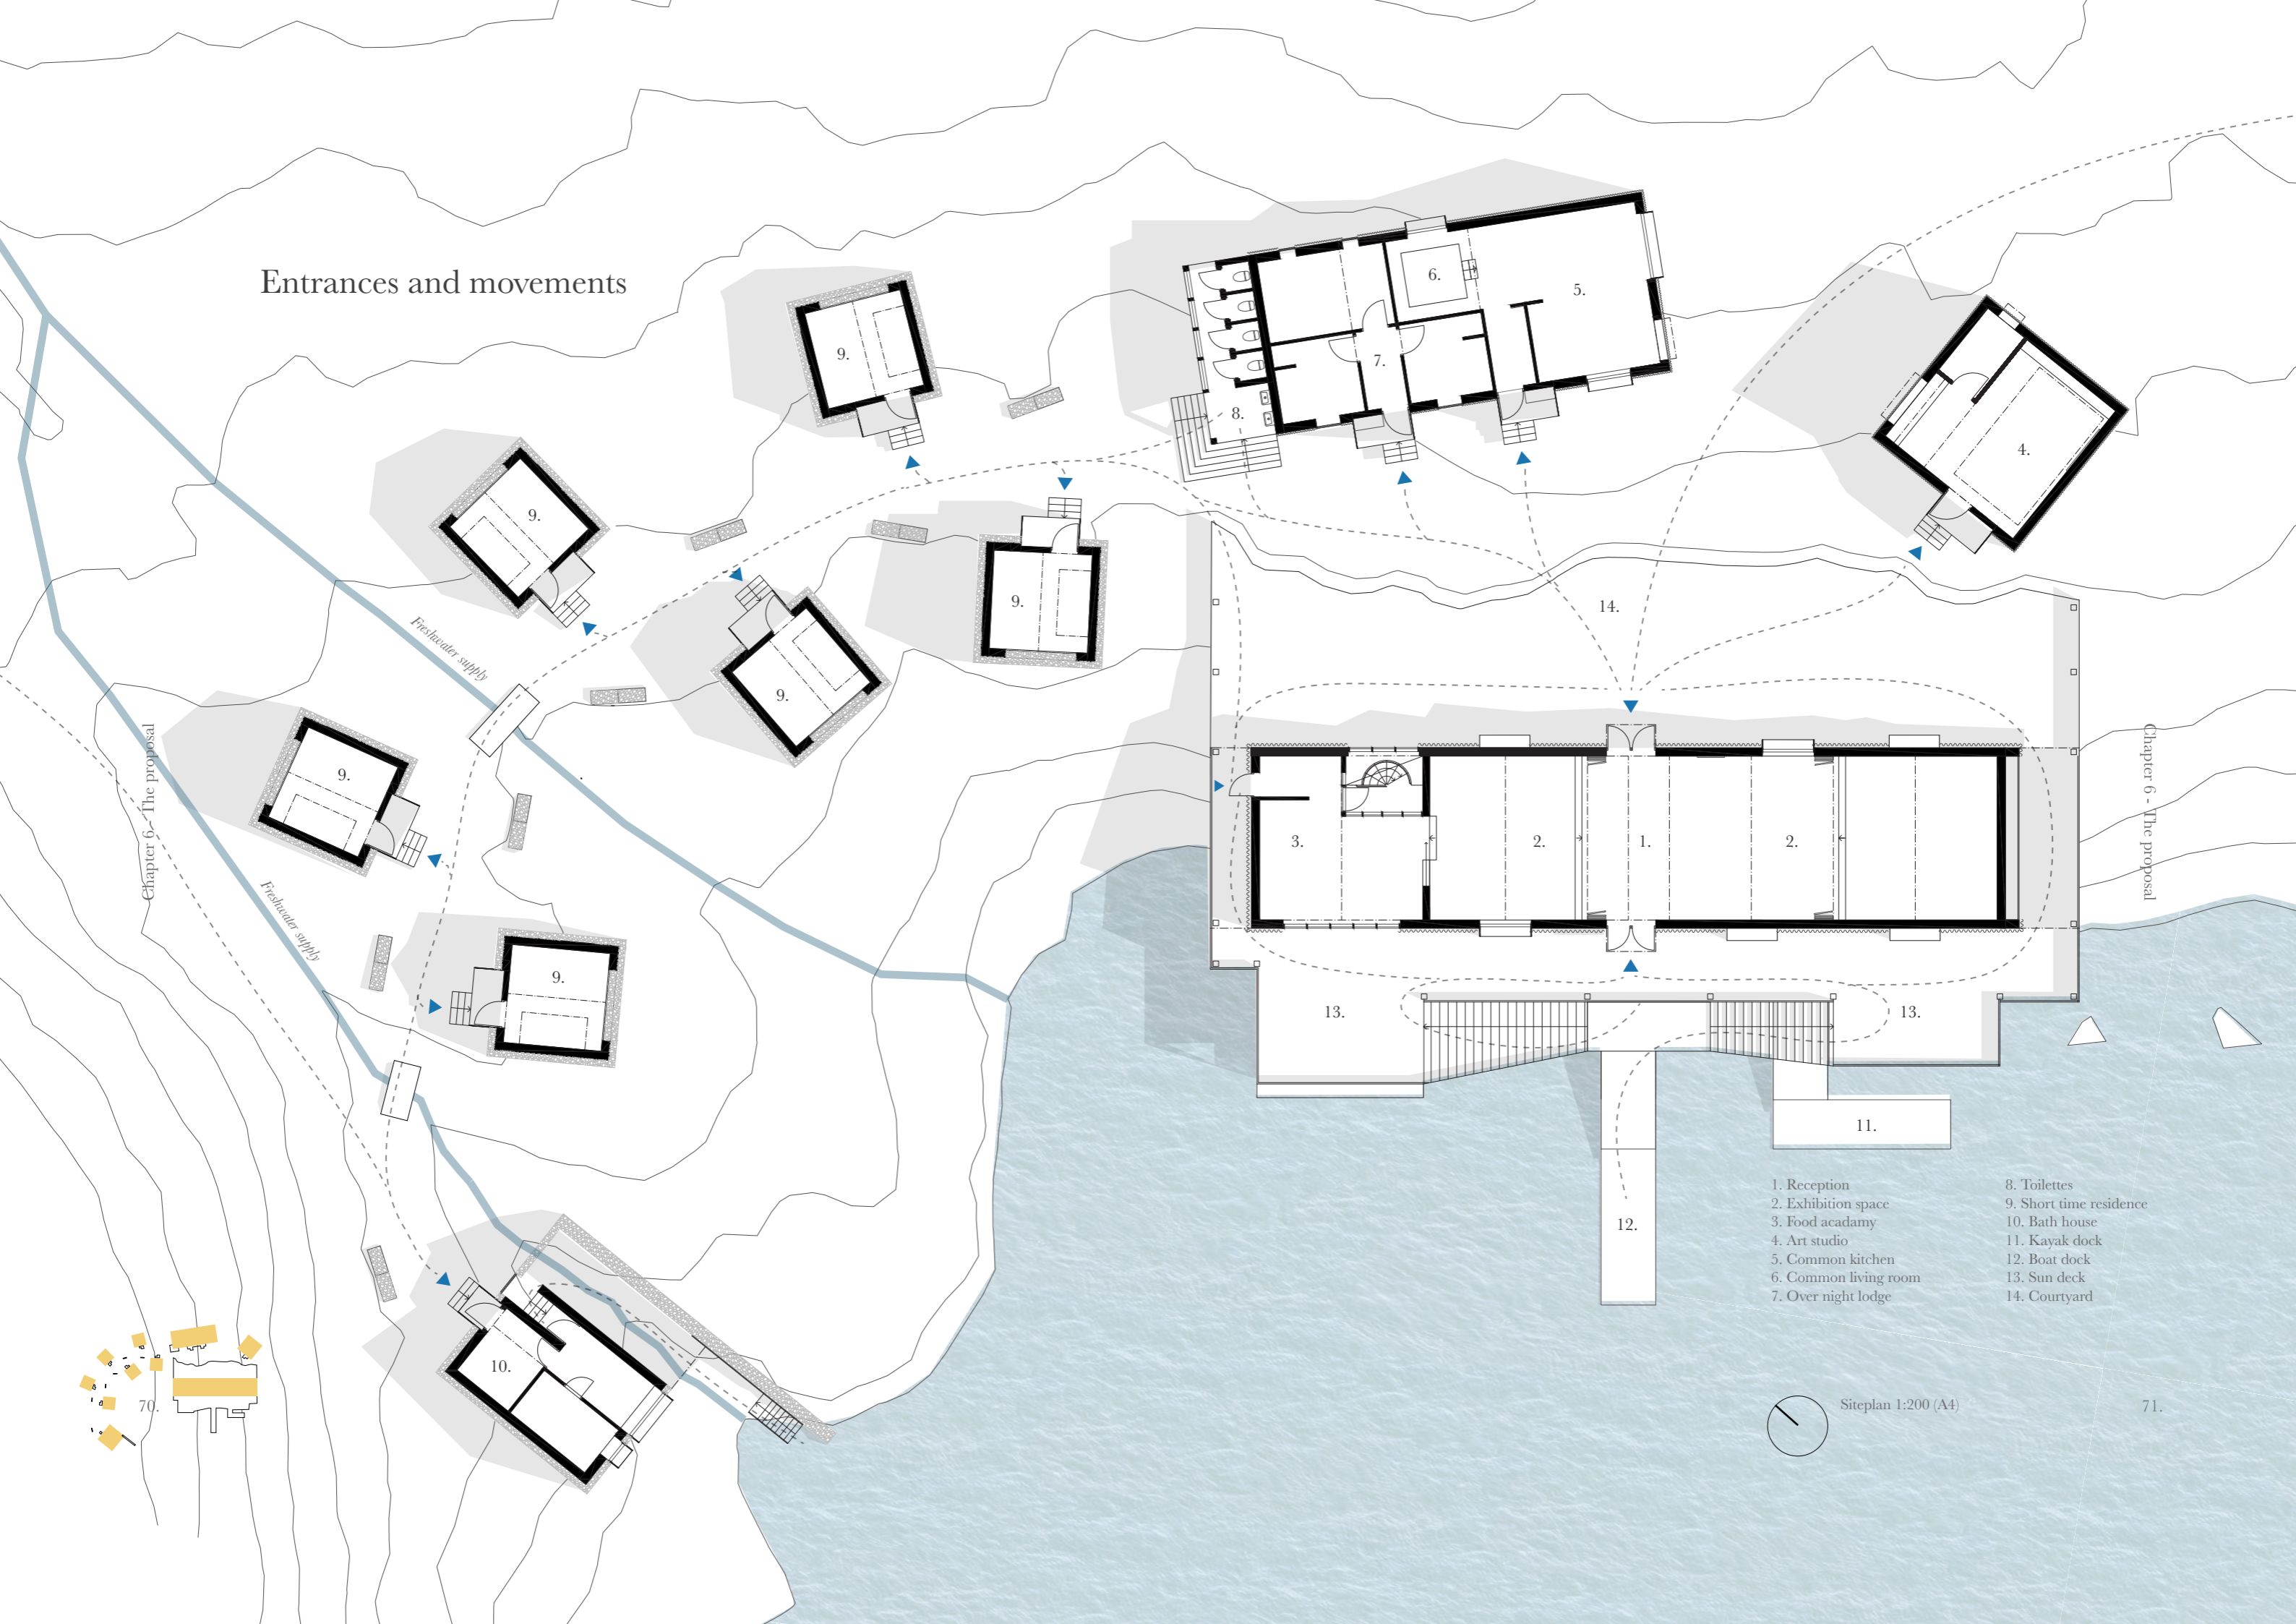 Entrances and movements
6.
5.
9.
7.
8.
4.
9.
9.
14.
Freshwater supply
9.
9.
Chapter 6 - The proposal
Chapter 6 - The proposal
3.
2.
1.
2.
Freshwater supply
9.
13.
13.
11.
12.
10.
1. Reception
2. Exhibition space
3. Food acadamy
4. Art studio
5. Common kitchen
6. Common living room
7. Over night lodge
8. Toilettes
9. Short time residence
10. Bath house
11. Kayak dock
12. Boat dock
13. Sun deck
14. Courtyard
70.
Siteplan 1:200 (A4)
71.